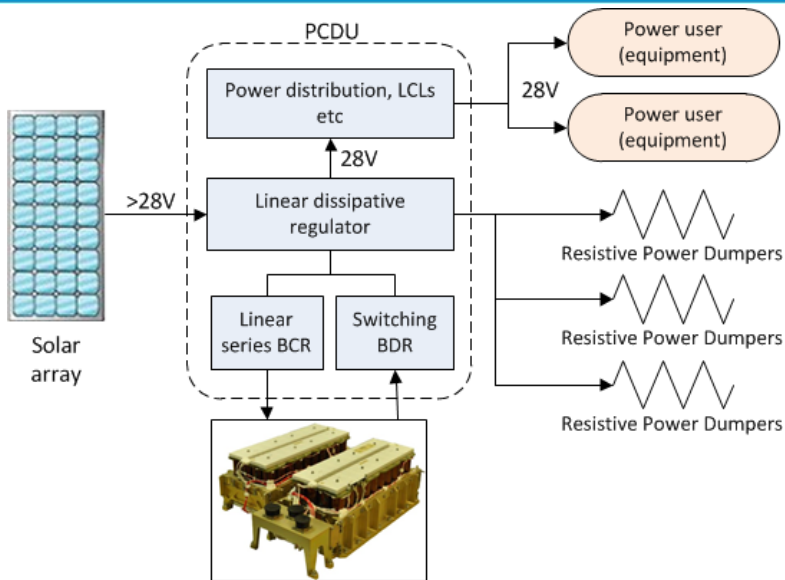 PCDU
Power user
(equipment)
Power distribution, LCLs
etc
28V
Power user
(equipment)
28V
>28V
Linear dissipative
regulator
Resistive Power Dumpers
Linear
series BCR
Switching
BDR
Solar
array
Resistive Power Dumpers
Resistive Power Dumpers